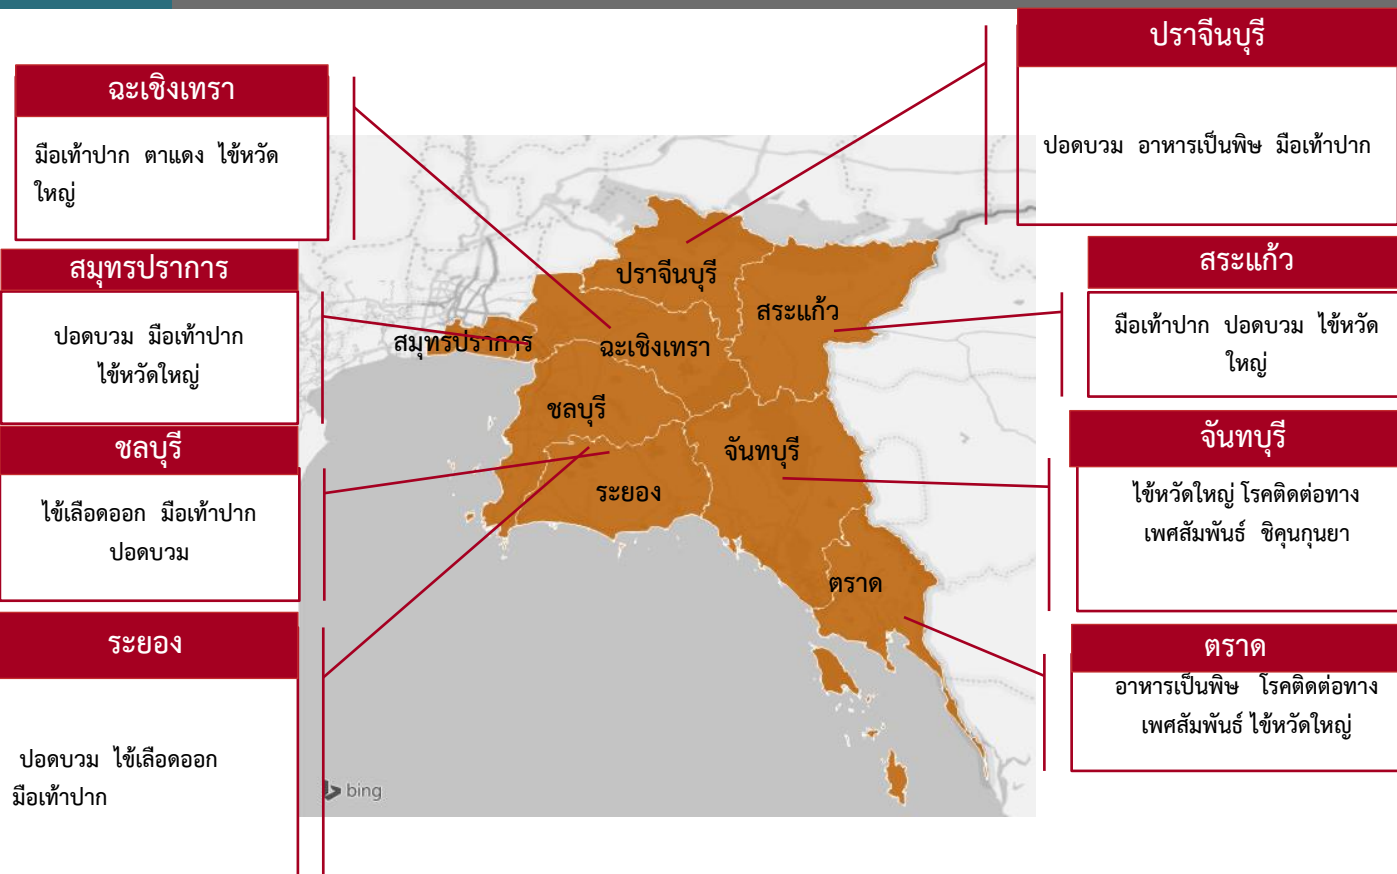 ปราจีนบุรี
ปอดบวม อาหารเป็นพิษ มือเท้าปาก
ฉะเชิงเทรา
มือเท้าปาก ตาแดง ไข้หวัด
ใหญ่
สมุทรปราการ
ปอดบวม มือเท้าปาก
ไข้หวัดใหญ่
ชลบุรี
ไข้เลือดออก มือเท้าปาก
ปอดบวม
ระยอง
ปอดบวม ไข้เลือดออก
มือเท้าปาก
ปราจีนบุรี
สระแก้ว
สมุทรปราการ
ฉะเชิงเทรา
ชลบุรี
จันทบุรี
ระยอง
ตราด
bing
สระแก้ว
มือเท้าปาก ปอดบวม ไข้หวัด
ใหญ่
จันทบุรี
ไข้หวัดใหญ่ โรคติดต่อทาง
เพศสัมพันธ์ ชิคุนกุนยา
ตราด
อาหารเป็นพิษ โรคติดต่อทาง
เพศสัมพันธ์ ไข้หวัดใหญ่